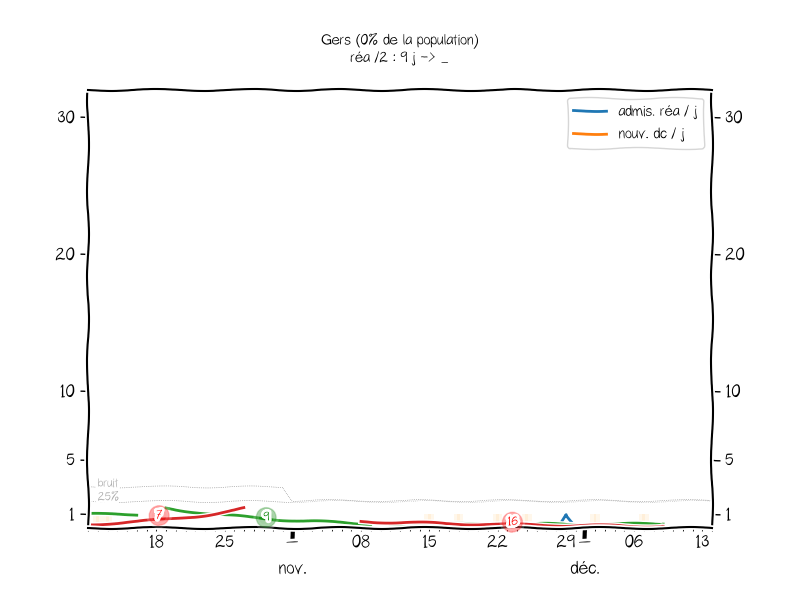 Gers (0% de la population)
réa /2 : 9 j -> _
30 30
admis. réa / j
nouv. dc / j
20 20
10 10
5 5
bruit
25%
1 7 9 16 1
18 25 08 15 22 29 06 13
nov. déc.